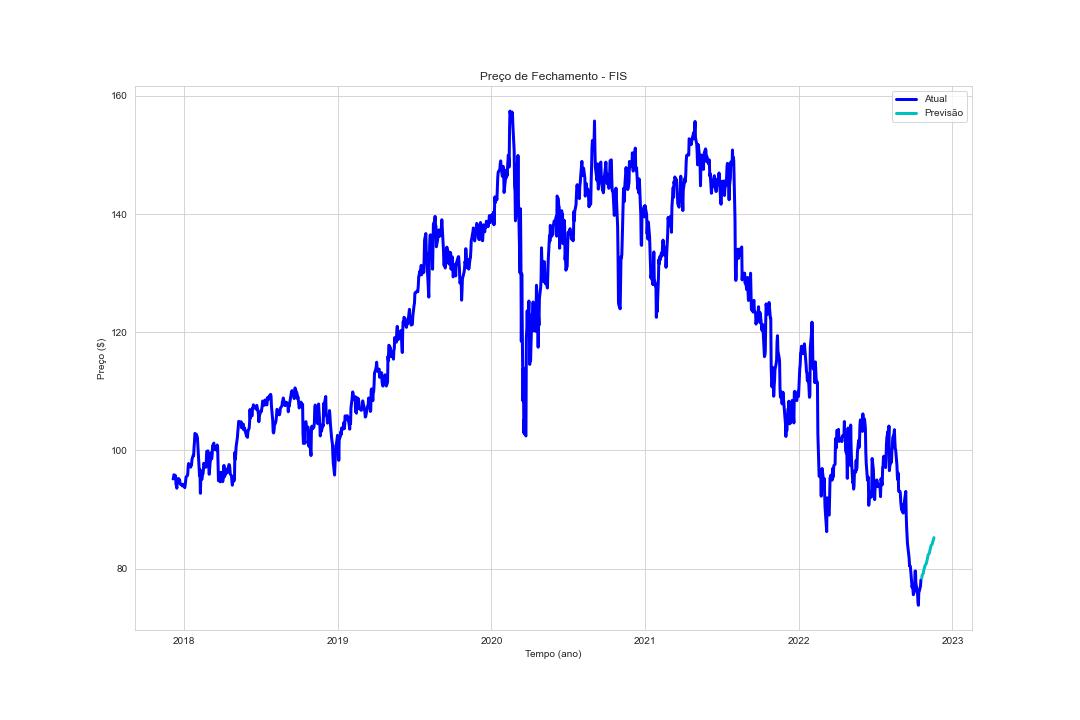 Preço de Fechamento - FIS
Atual
Previsão
160
140
120
100
80
Preço ($)
2018
2019
2020
2021
2022
2023
Tempo (ano)